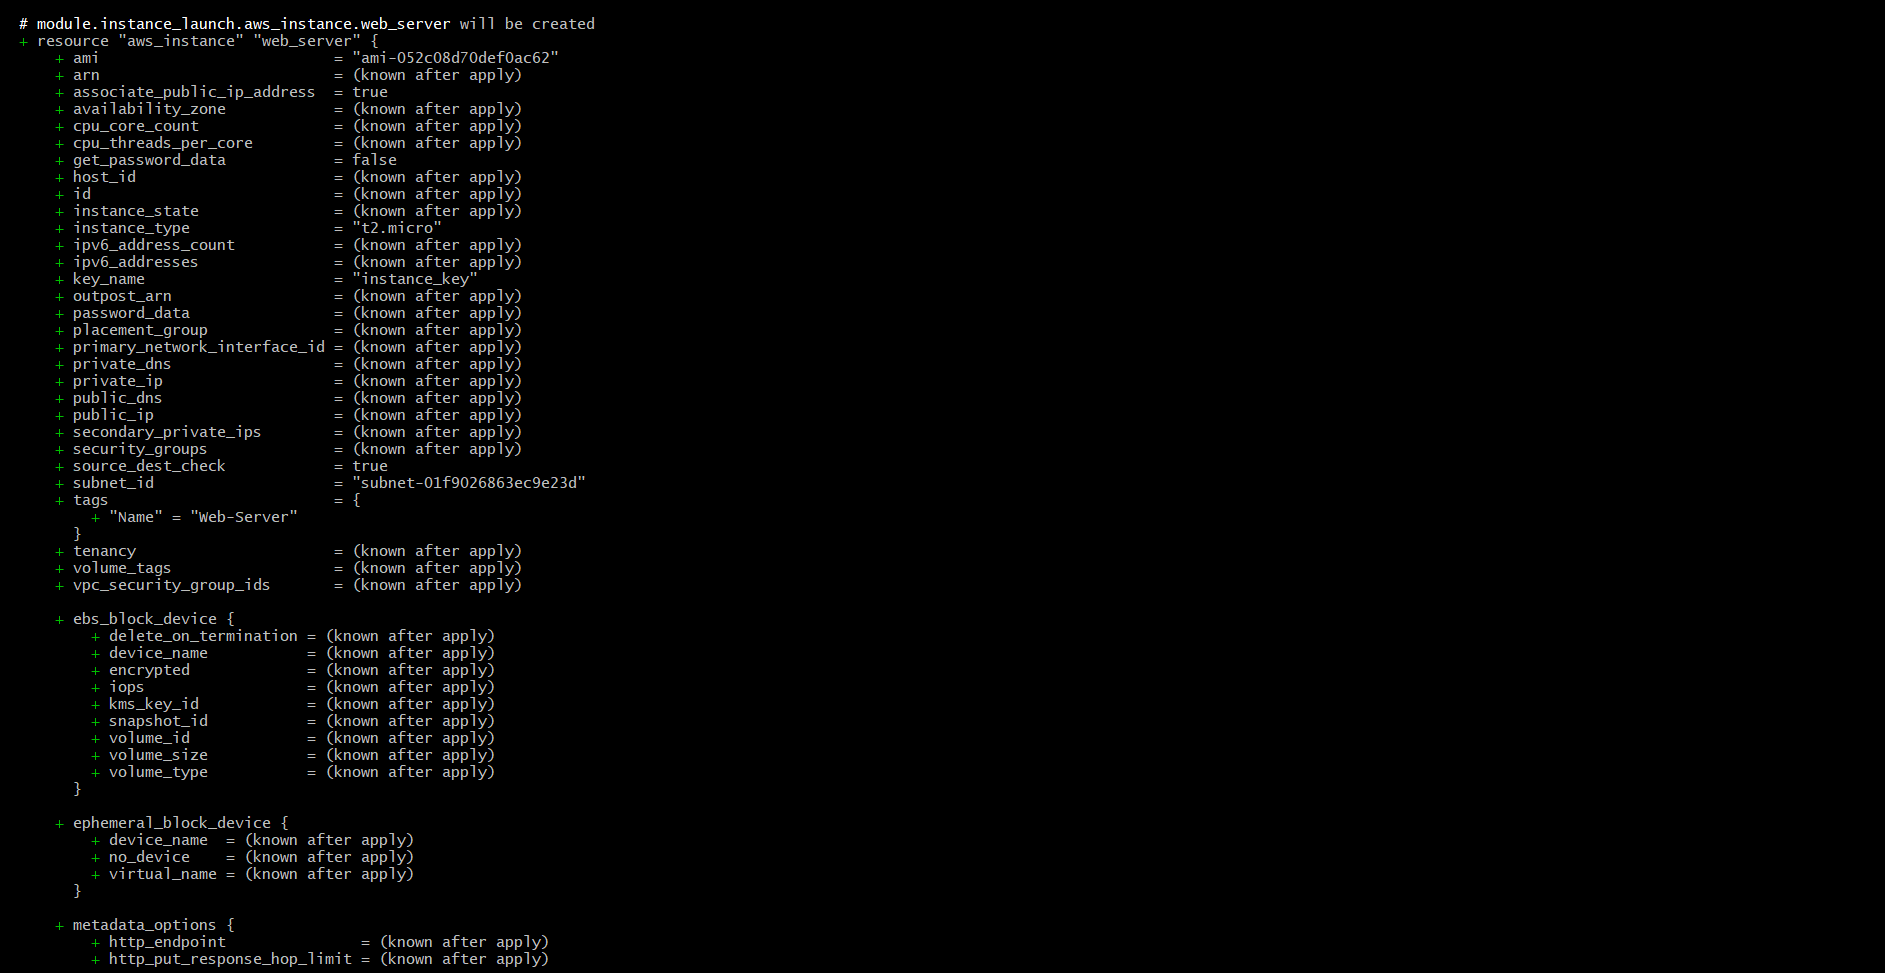 # module.instance_launch.aws_instance.web_server will be created
+ resource "aws_instance" "web_server" {
    + ami                          = "ami-052c08d70def0ac62"
    + arn                          = (known after apply)
    + associate_public_ip_address  = true
    + availability_zone            = (known after apply)
    + cpu_core_count               = (known after apply)
    + cpu_threads_per_core         = (known after apply)
    + get_password_data            = false
    + host_id                      = (known after apply)
    + id                           = (known after apply)
    + instance_state               = (known after apply)
    + instance_type                = "t2.micro"
    + ipv6_address_count           = (known after apply)
    + ipv6_addresses               = (known after apply)
    + key_name                     = "instance_key"
    + outpost_arn                  = (known after apply)
    + password_data                = (known after apply)
    + placement_group              = (known after apply)
    + primary_network_interface_id = (known after apply)
    + private_dns                  = (known after apply)
    + private_ip                   = (known after apply)
    + public_dns                   = (known after apply)
    + public_ip                    = (known after apply)
    + secondary_private_ips        = (known after apply)
    + security_groups              = (known after apply)
    + source_dest_check            = true
    + subnet_id                    = "subnet-01f9026863ec9e23d"
    + tags                         = {
        + "Name" = "Web-Server"
      }
    + tenancy                      = (known after apply)
    + volume_tags                  = (known after apply)
    + vpc_security_group_ids       = (known after apply)

    + ebs_block_device {
        + delete_on_termination = (known after apply)
        + device_name           = (known after apply)
        + encrypted             = (known after apply)
        + iops                  = (known after apply)
        + kms_key_id            = (known after apply)
        + snapshot_id           = (known after apply)
        + volume_id             = (known after apply)
        + volume_size           = (known after apply)
        + volume_type           = (known after apply)
      }

    + ephemeral_block_device {
        + device_name  = (known after apply)
        + no_device    = (known after apply)
        + virtual_name = (known after apply)
      }

    + metadata_options {
        + http_endpoint               = (known after apply)
        + http_put_response_hop_limit = (known after apply)